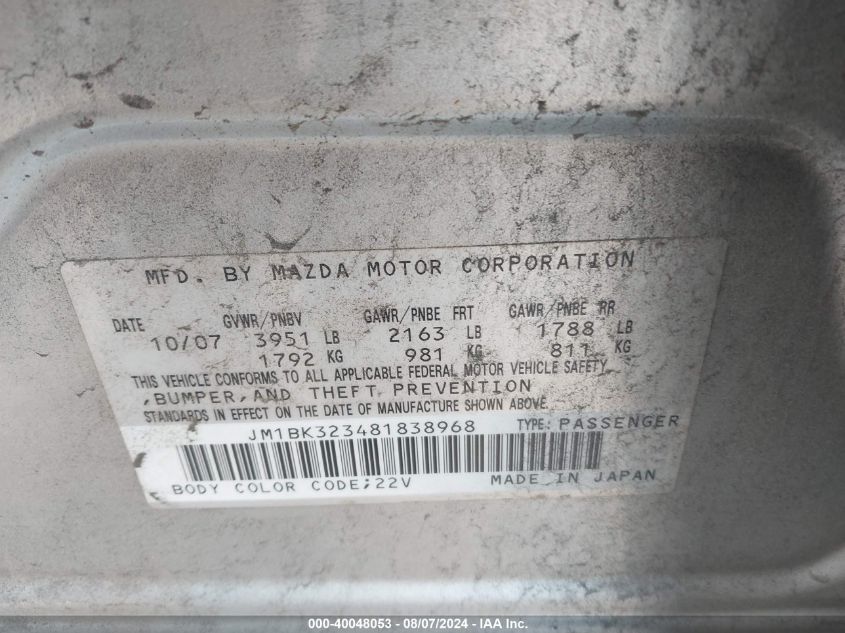 MFD. BY MAZDA MOTOR CORPORATION
DATE GVWR/PNBV GAWR/PNBE FRT GAWR/PNBE RR
10/07 3951 LB 2163 LB 1788 LB
1792 KG 981 KG 811 KG
THIS VEHICLE CONFORMS TO ALL APPLICABLE FEDERAL MOTOR VEHICLE SAFETY
,BUMPER,AND THEFT PREVENTION
STANDARDS IN EFFECT ON THE DATE OF MANUFACTURE SHOWN ABOVE.
JM1BK323481838968 TYPE: PASSENGER
BODY COLOR CODE;22V MADE IN JAPAN
000-40048053 - 08/07/2024 - IAA Inc.